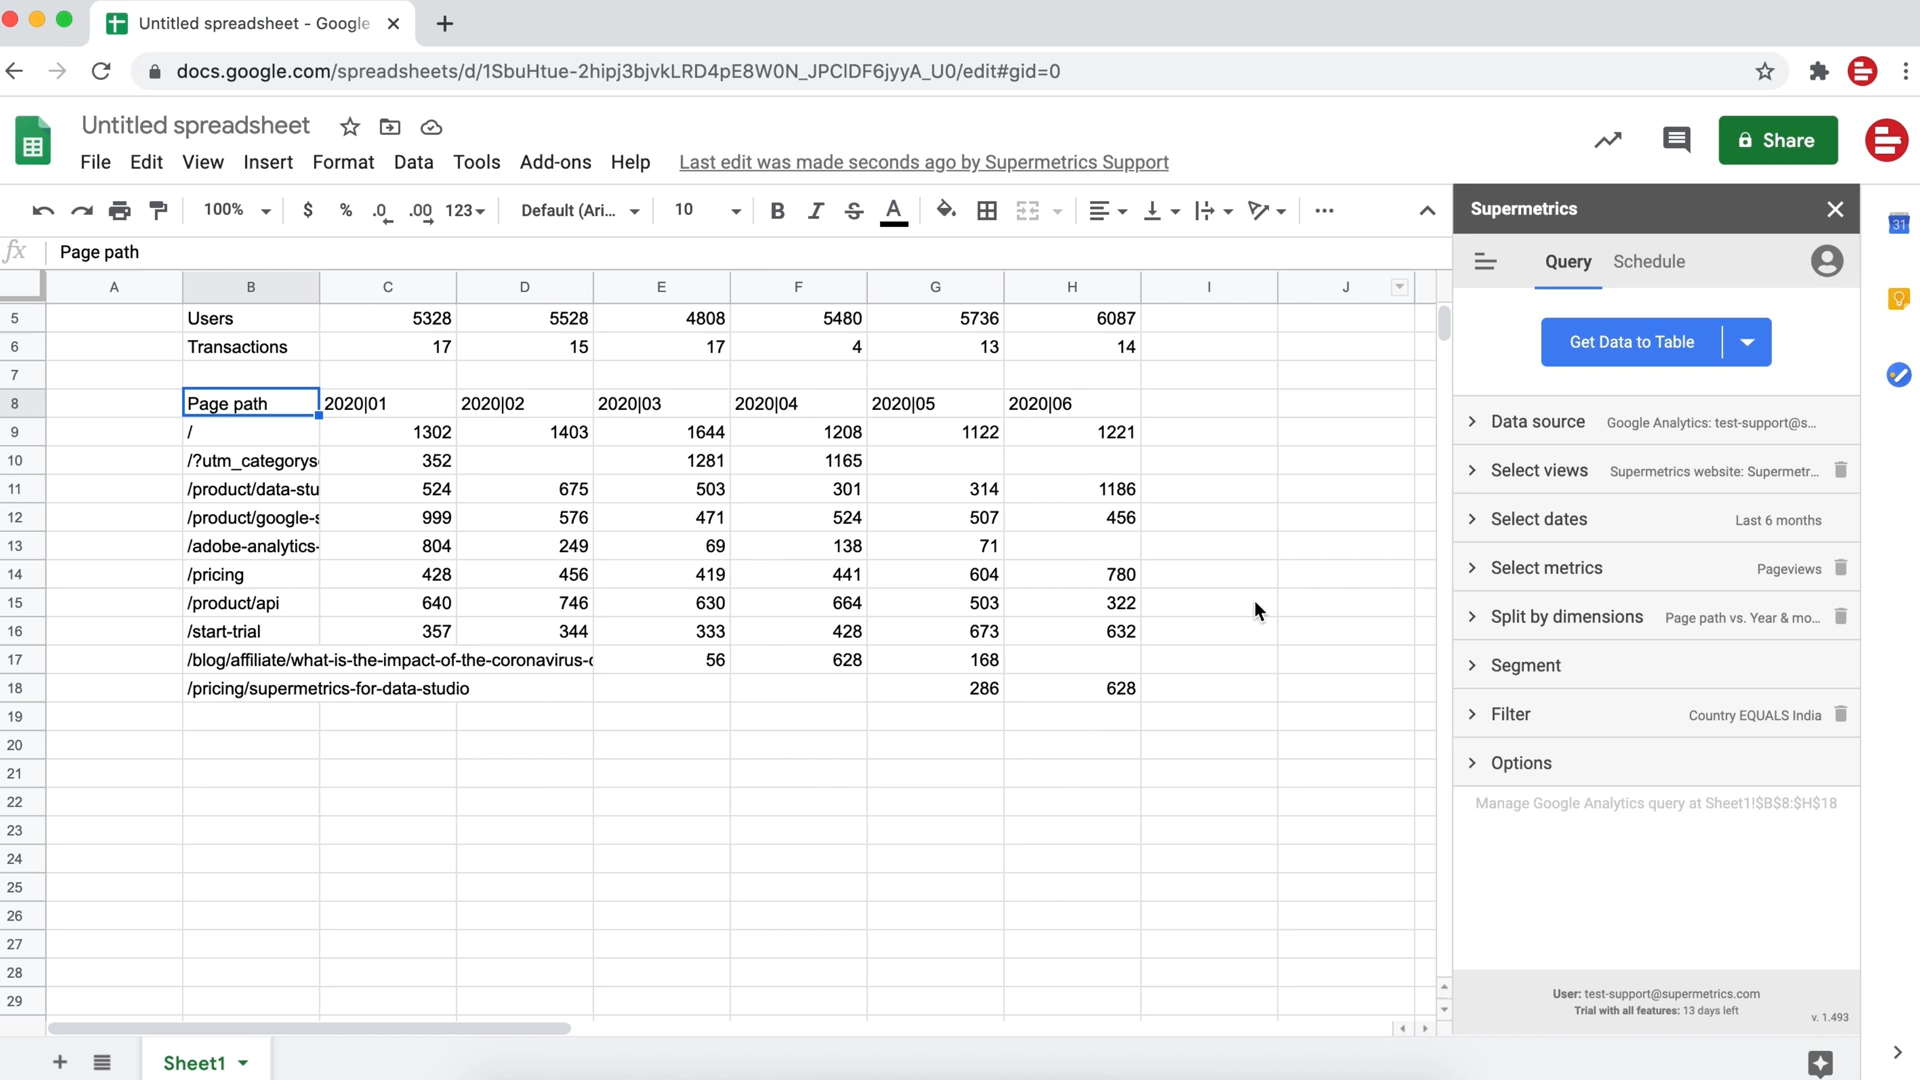 Untitled spreadsheet - Google
docs.google.com/spreadsheets/d/1SbuHtue-2hipj3bjvkLRD4pE8W0N_JPClDF6jyyA_U0/edit#gid=0
Untitled spreadsheet
File Edit View Insert Format Data Tools Add-ons Help Last edit was made seconds ago by Supermetrics Support
Share
100% $ % .0 .00 123 Default (Ari... 10 B I S A ...
fx Page path
A B C D E F G H I J
5 Users 5328 5528 4808 5480 5736 6087
6 Transactions 17 15 17 4 13 14
7
8 Page path 2020|01 2020|02 2020|03 2020|04 2020|05 2020|06
9 / 1302 1403 1644 1208 1122 1221
10 /?utm_categorys 352 1281 1165
11 /product/data-stu 524 675 503 301 314 1186
12 /product/google-s 999 576 471 524 507 456
13 /adobe-analytics- 804 249 69 138 71
14 /pricing 428 456 419 441 604 780
15 /product/api 640 746 630 664 503 322
16 /start-trial 357 344 333 428 673 632
17 /blog/affiliate/what-is-the-impact-of-the-coronavirus- 56 628 168
18 /pricing/supermetrics-for-data-studio 286 628
19
20
21
22
23
24
25
26
27
28
29
Sheet1
Supermetrics
Query Schedule
Get Data to Table
Data source Google Analytics: test-support@s...
Select views Supermetrics website: Supermetr...
Select dates Last 6 months
Select metrics Pageviews
Split by dimensions Page path vs. Year & mo...
Segment
Filter Country EQUALS India
Options
Manage Google Analytics query at Sheet1!$B$8:$H$18
User: test-support@supermetrics.com
Trial with all features: 13 days left
v. 1.493
31